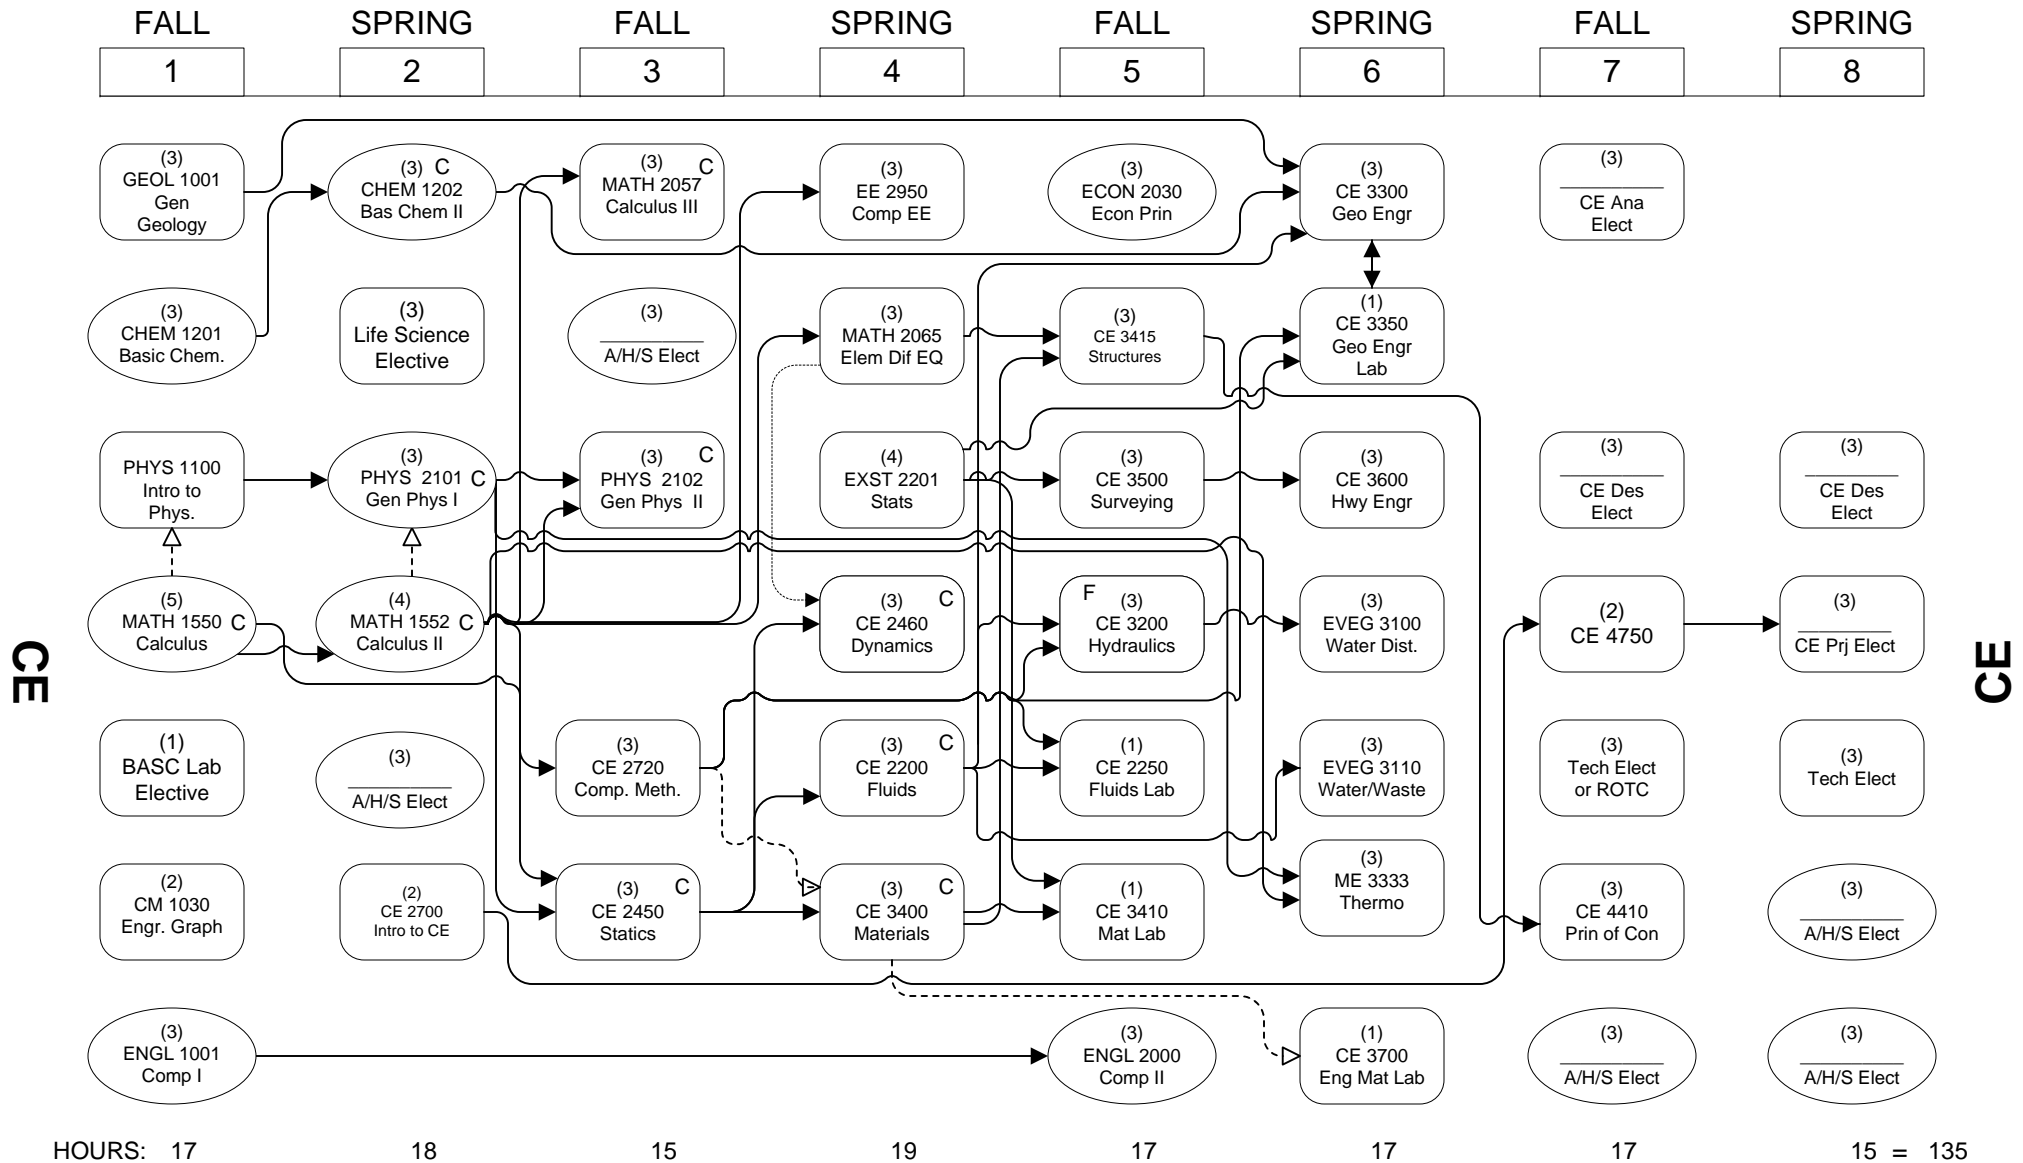 FALL SPRING FALL SPRING FALL SPRING FALL SPRING
1 2 3 4 5 6 7 8
(3)
GEOL 1001
Gen
Geology
(3) C
CHEM 1202
Bas Chem II
(3) C
MATH 2057
Calculus III
(3)
EE 2950
Comp EE
(3)
ECON 2030
Econ Prin
(3)
CE 3300
Geo Engr
(3)
CE Ana
Elect
(3)
CHEM 1201
Basic Chem.
(3)
Life Science
Elective
(3)
A/H/S Elect
(3)
MATH 2065
Elem Dif EQ
(3)
CE 3415
Structures
(1)
CE 3350
Geo Engr
Lab
PHYS 1100
Intro to
Phys.
(3)
PHYS 2101 C
Gen Phys I
(3) C
PHYS 2102
Gen Phys II
(4)
EXST 2201
Stats
(3)
CE 3500
Surveying
(3)
CE 3600
Hwy Engr
(3)
CE Des
Elect
(3)
CE Des
Elect
(5)
MATH 1550 C
Calculus
(4)
MATH 1552 C
Calculus II
(3) C
CE 2460
Dynamics
F (3)
CE 3200
Hydraulics
(3)
EVEG 3100
Water Dist.
(2)
CE 4750
(3)
CE Prj Elect
CE
CE
(1)
BASC Lab
Elective
(3)
A/H/S Elect
(3)
CE 2720
Comp. Meth.
(3) C
CE 2200
Fluids
(1)
CE 2250
Fluids Lab
(3)
EVEG 3110
Water/Waste
(3)
Tech Elect
or ROTC
(3)
Tech Elect
(2)
CM 1030
Engr. Graph
(2)
CE 2700
Intro to CE
(3) C
CE 2450
Statics
(3) C
CE 3400
Materials
(1)
CE 3410
Mat Lab
(3)
ME 3333
Thermo
(3)
CE 4410
Prin of Con
(3)
A/H/S Elect
(3)
ENGL 1001
Comp I
(3)
ENGL 2000
Comp II
(1)
CE 3700
Eng Mat Lab
(3)
A/H/S Elect
(3)
A/H/S Elect
HOURS: 17 18 15 19 17 17 17 15 = 135